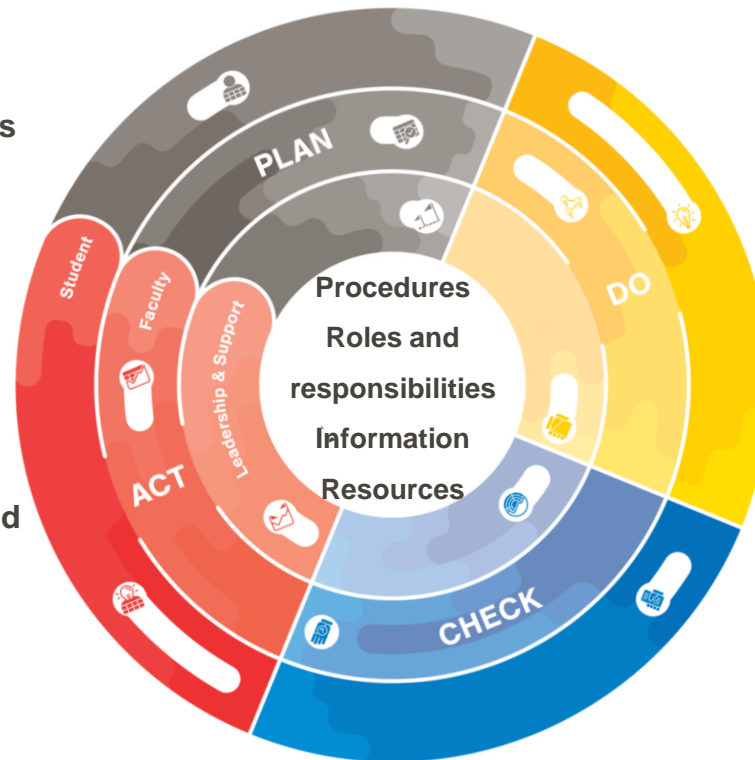 s
PLAN
DO
Student
Faculty
Leadership & Support
Procedures
Roles and
responsibilities
Information
Resources
ACT
d
CHECK